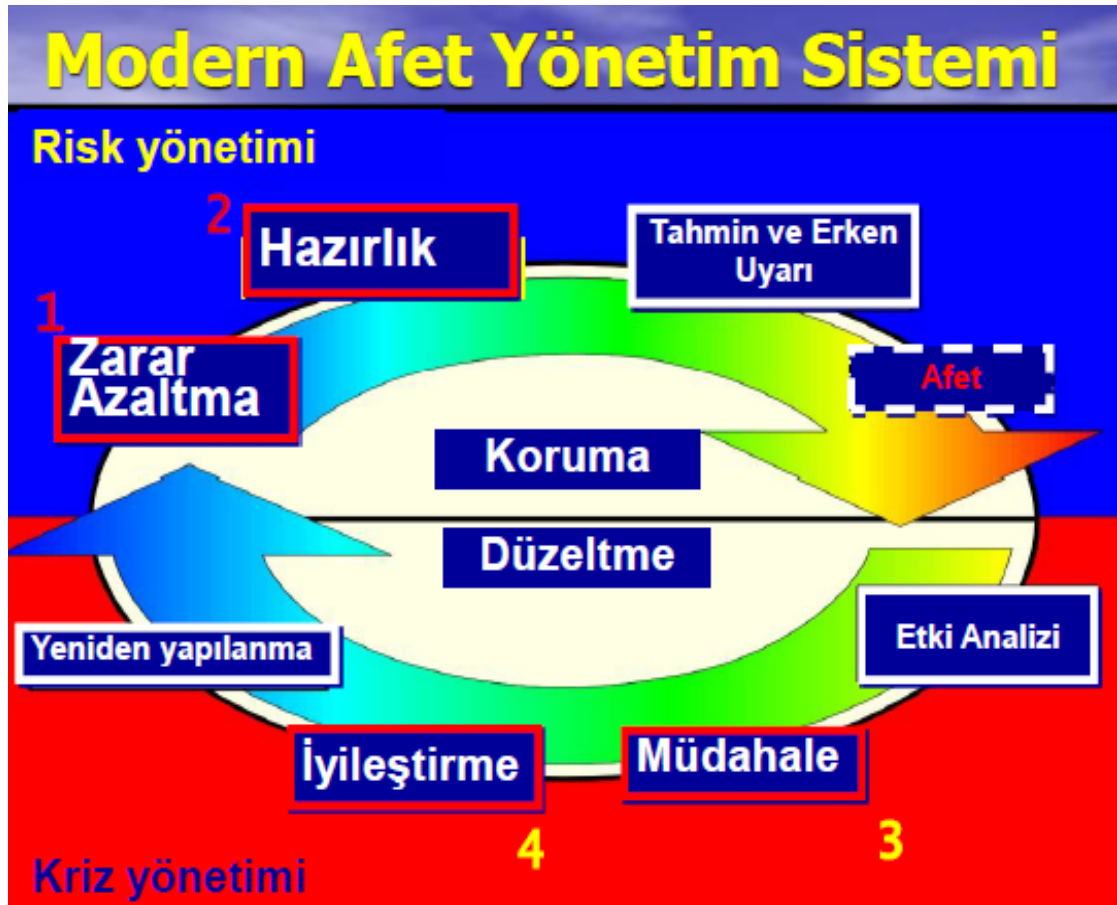 Modern Afet Yönetim Sistemi
Risk yönetimi
2
Hazırlık
Tahmin ve Erken
Uyarı
1
Zarar
Azaltma
Afet
Koruma
Düzeltme
Yeniden yapılanma
Etki Analizi
İyileştirme
Müdahale
4
3
Kriz yönetimi